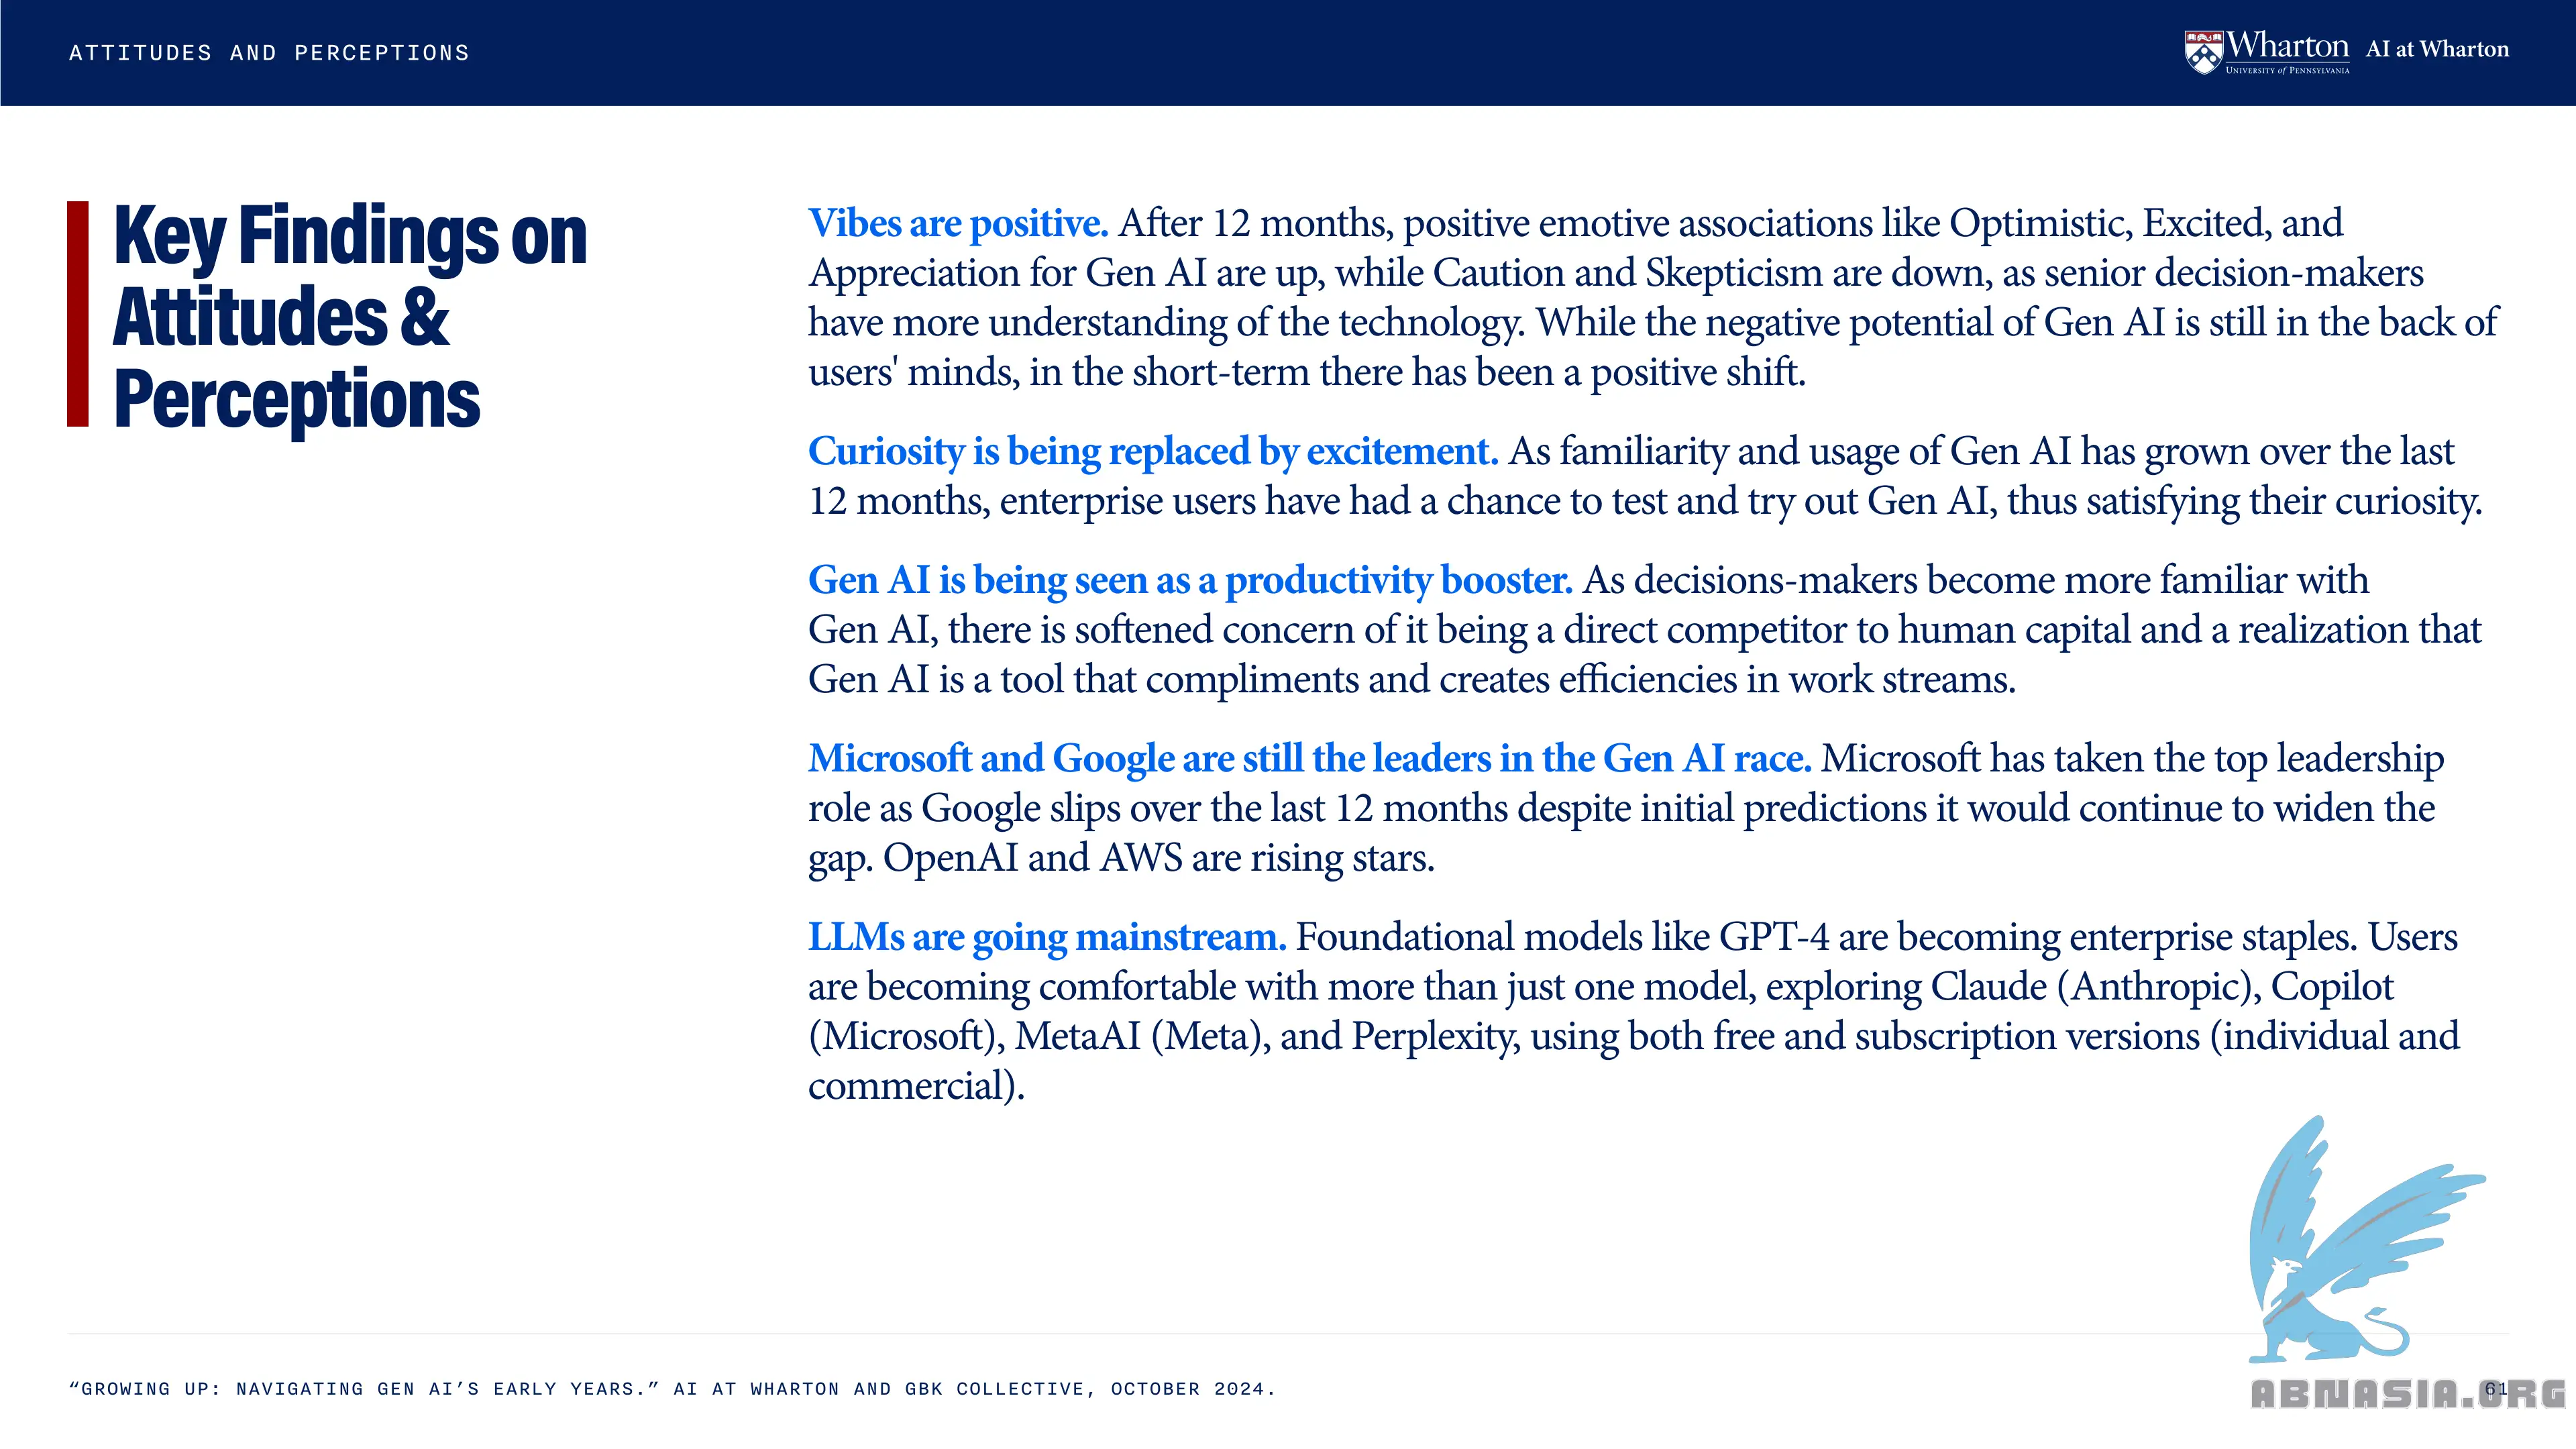 ATTITUDES AND PERCEPTIONS
Wharton
UNIVERSITY of PENNSYLVANIA
AI at Wharton
Key Findings on
Attitudes &
Perceptions
Vibes are positive. After 12 months, positive emotive associations like Optimistic, Excited, and
Appreciation for Gen AI are up, while Caution and Skepticism are down, as senior decision-makers
have more understanding of the technology. While the negative potential of Gen AI is still in the back of
users' minds, in the short-term there has been a positive shift.
Curiosity is being replaced by excitement. As familiarity and usage of Gen AI has grown over the last
12 months, enterprise users have had a chance to test and try out Gen AI, thus satisfying their curiosity.
Gen AI is being seen as a productivity booster. As decisions-makers become more familiar with
Gen AI, there is softened concern of it being a direct competitor to human capital and a realization that
Gen AI is a tool that compliments and creates efficiencies in work streams.
Microsoft and Google are still the leaders in the Gen AI race. Microsoft has taken the top leadership
role as Google slips over the last 12 months despite initial predictions it would continue to widen the
gap. OpenAI and AWS are rising stars.
LLMs are going mainstream. Foundational models like GPT-4 are becoming enterprise staples. Users
are becoming comfortable with more than just one model, exploring Claude (Anthropic), Copilot
(Microsoft), MetaAI (Meta), and Perplexity, using both free and subscription versions (individual and
commercial).
“GROWING UP: NAVIGATING GEN AI’S EARLY YEARS.” AI AT WHARTON AND GBK COLLECTIVE, OCTOBER 2024.
61
ABNASIA.ORG